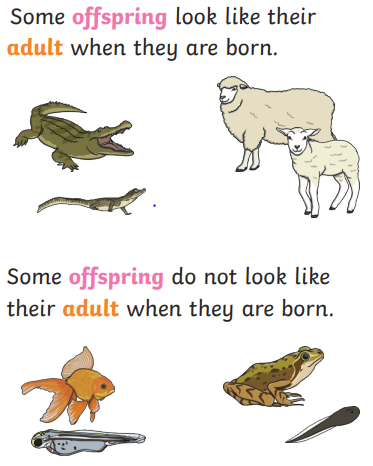 Some offspring look like their
adult when they are born.
Some offspring do not look like
their adult when they are born.